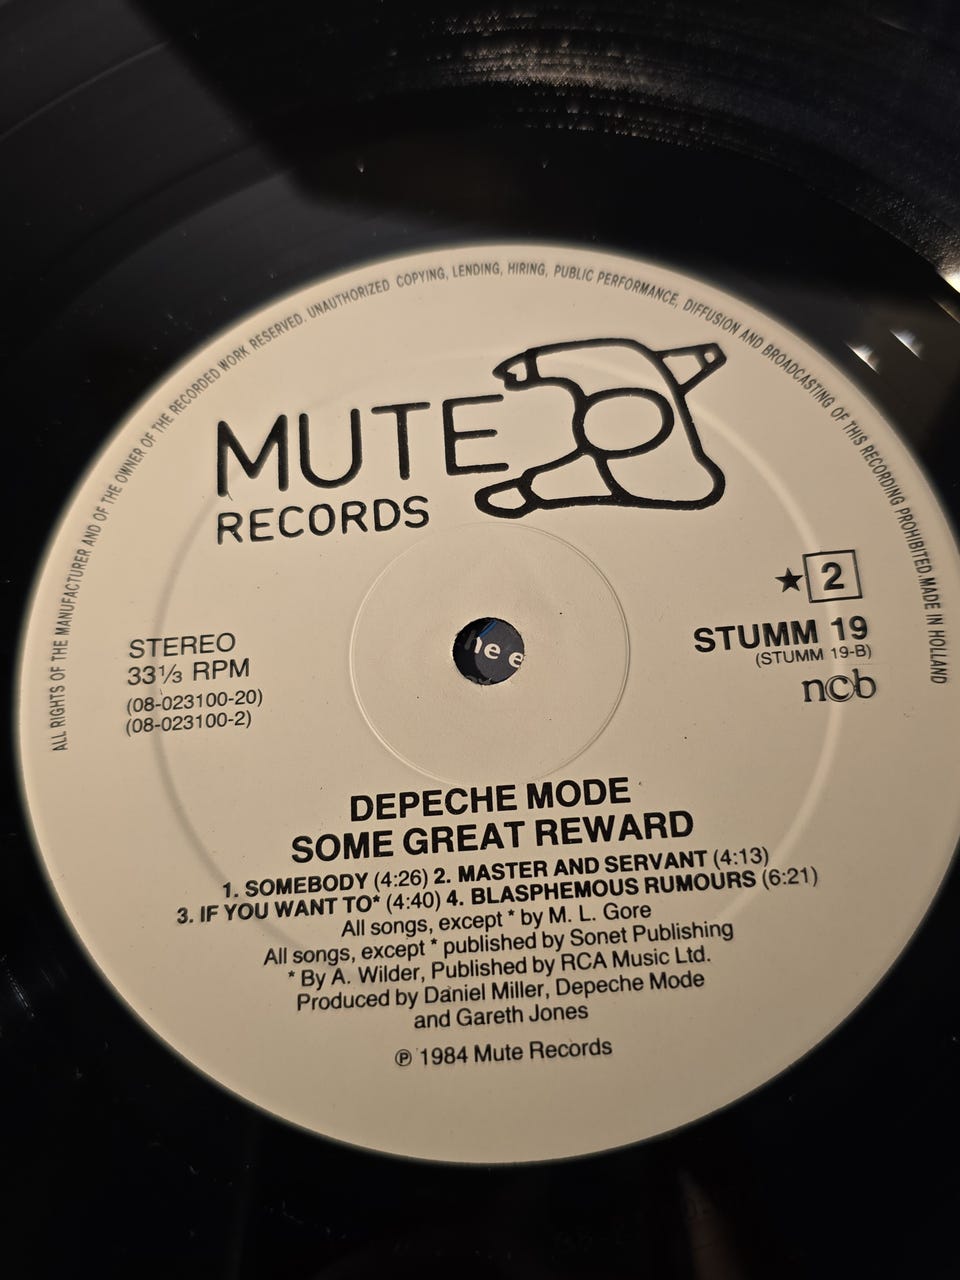 ALL RIGHTS OF THE MANUFACTURER AND OF THE OWNER OF THE RECORDED WORK RESERVED. UNAUTHORIZED COPYING, LENDING, HIRING, PUBLIC PERFORMANCE, DIFFUSION AND BROADCASTING OF THIS RECORDING PROHIBITED. MADE IN HOLLAND
MUTE
RECORDS
★ 2
STEREO
33⅓ RPM
(08-023100-20)
(08-023100-2)
he e
STUMM 19
(STUMM 19-B)
ncb
DEPECHE MODE
SOME GREAT REWARD
1. SOMEBODY (4:26) 2. MASTER AND SERVANT (4:13)
3. IF YOU WANT TO* (4:40) 4. BLASPHEMOUS RUMOURS (6:21)
All songs, except * by M. L. Gore
All songs, except * published by Sonet Publishing
* By A. Wilder, Published by RCA Music Ltd.
Produced by Daniel Miller, Depeche Mode
and Gareth Jones
℗ 1984 Mute Records